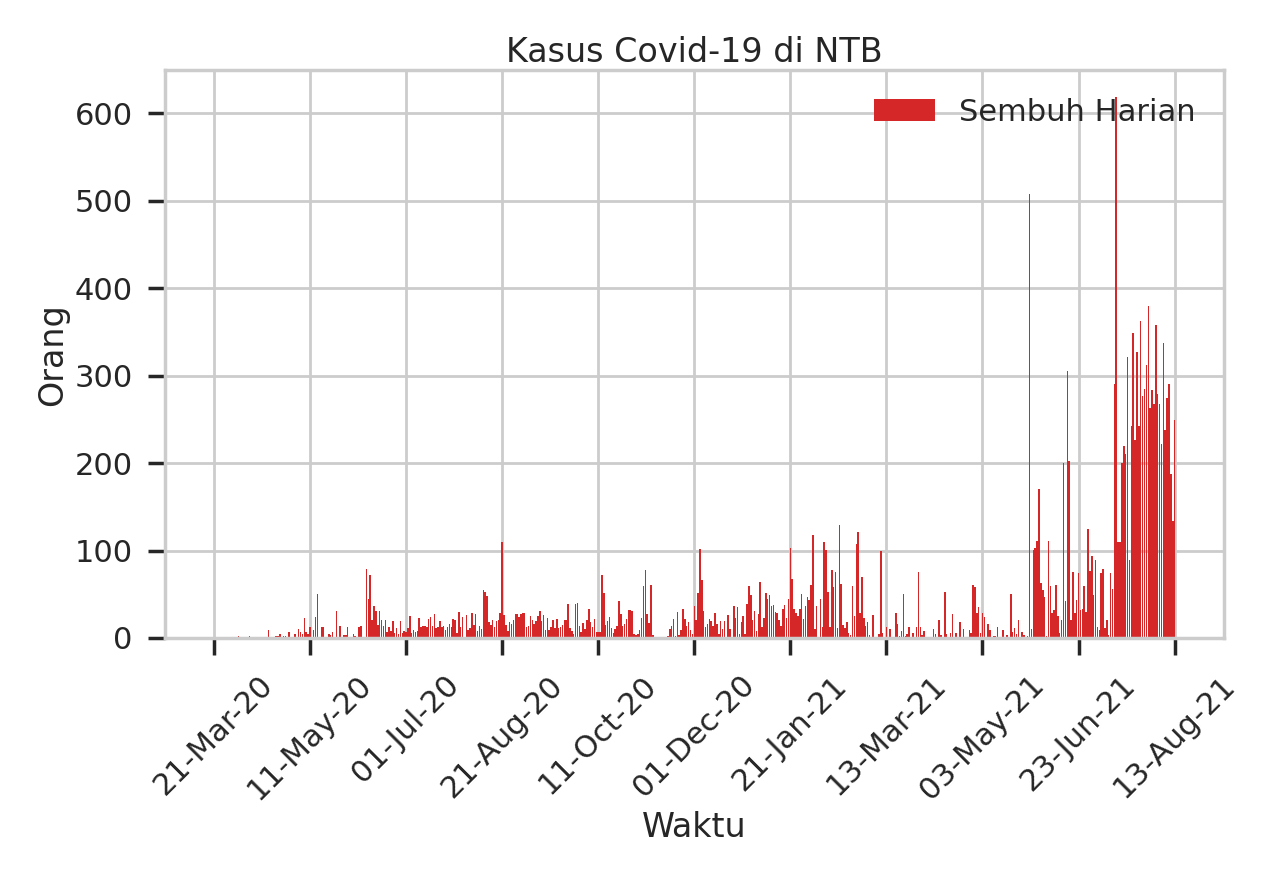 Kasus Covid-19 di NTB
Sembuh Harian
600
500
400
300
200
100
0
Orang
21-Mar-20
11-May-20
01-Jul-20
21-Aug-20
11-Oct-20
01-Dec-20
21-Jan-21
13-Mar-21
03-May-21
23-Jun-21
13-Aug-21
Waktu